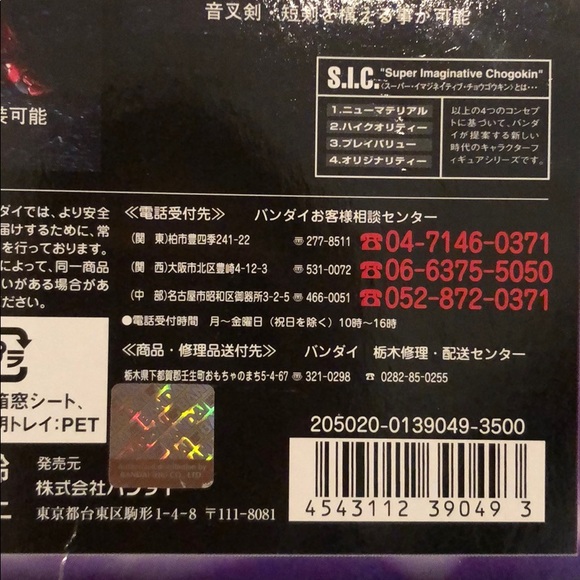 音叉剣・短剣を構える事が可能
装可能
S.I.C. "Super Imaginative Chogokin"
〈スーパー・イマジネイティブ・チョウゴウキン〉とは…
1.ニューマテリアル
2.ハイクオリティー
3.プレイバリュー
4.オリジナリティー
以上の4つのコンセプ
トに基づいて、バンダ
イが提案する新しい
時代のキャラクターフ
ィギュアシリーズです。
ダイでは、より安全
届けするために、常
を行っております。
によって、同一商品
いがある場合があ
ださい。
≪電話受付先≫ バンダイお客様相談センター
(関 東)柏市豊四季241-22 〠277-8511 ☎04-7146-0371
(関 西)大阪市北区豊崎4-12-3 〠531-0072 ☎06-6375-5050
(中 部)名古屋市昭和区御器所3-2-5 〠466-0051 ☎052-872-0371
●電話受付時間 月〜金曜日(祝日を除く)10時〜16時
≪商品・修理品送付先≫ バンダイ 栃木修理・配送センター
栃木県下都賀郡壬生町おもちゃのまち5-4-67 〠321-0298 ☎0282-85-0255
プラ
箱窓シート、
明トレイ:PET
発売元
株式会社バンダイ
東京都台東区駒形1-4-8 〒111-8081
205020-0139049-3500
4543112 39049 3